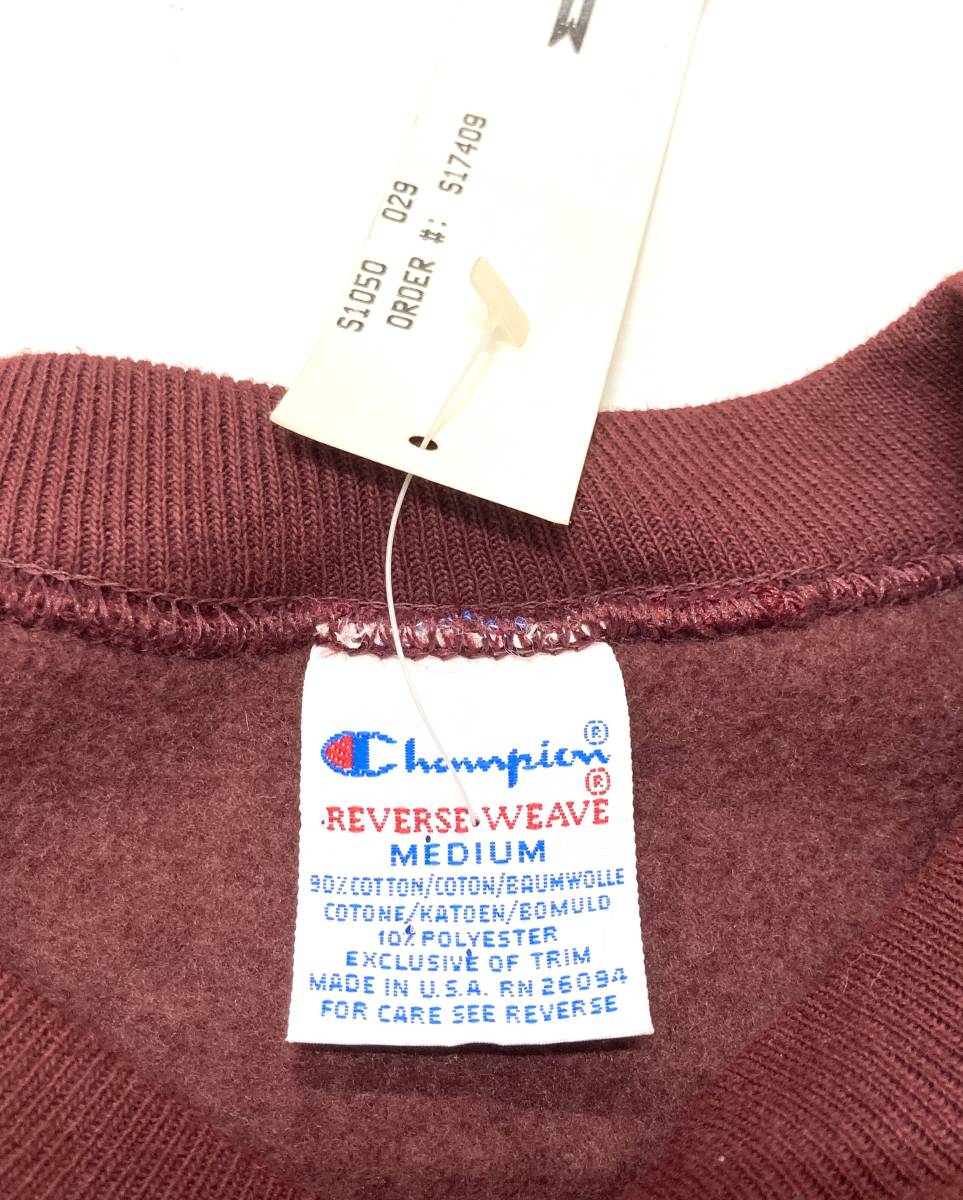 S1050 029
ORDER #: S17409
Champion®
REVERSE WEAVE®
MEDIUM
90% COTTON/COTON/BAUMWOLLE
COTONE/KATOEN/BOMULD
10% POLYESTER
EXCLUSIVE OF TRIM
MADE IN U.S.A. RN 26094
FOR CARE SEE REVERSE